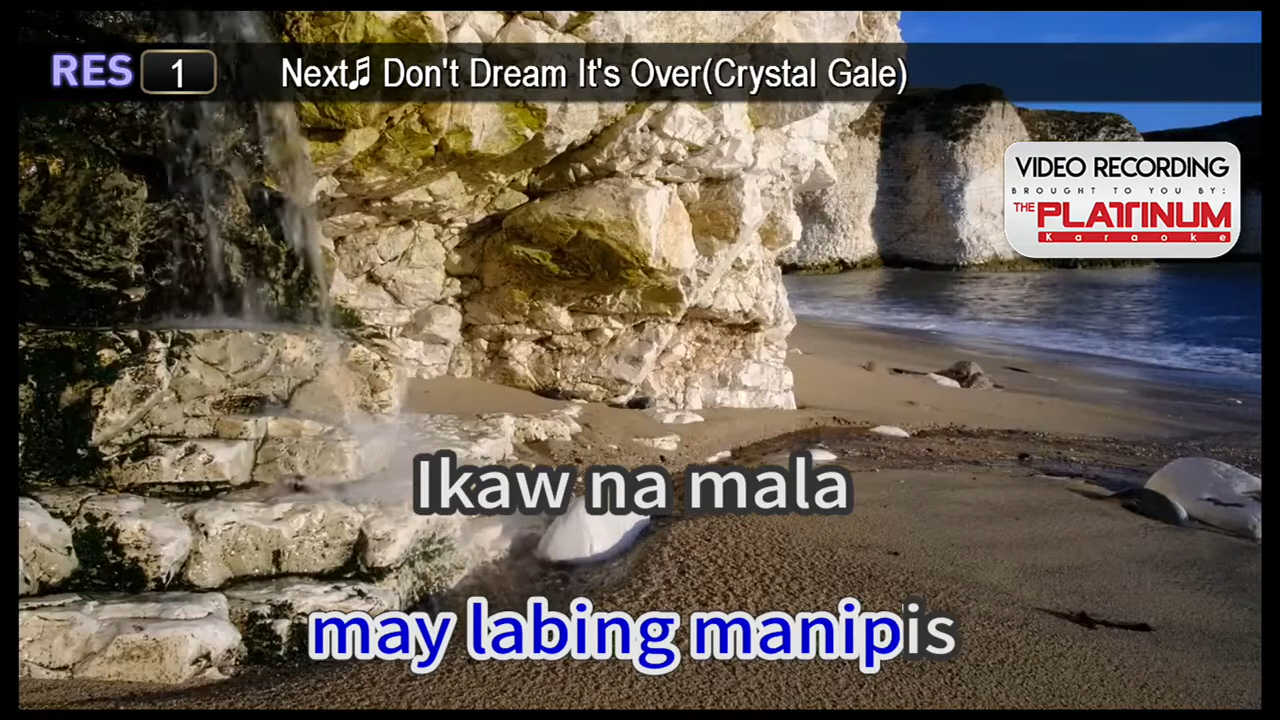 RES 1 Next♫ Don't Dream It's Over(Crystal Gale)
VIDEO RECORDING
BROUGHT TO YOU BY:
THE PLATINUM
Karaoke
Ikaw na mala
may labing manipis